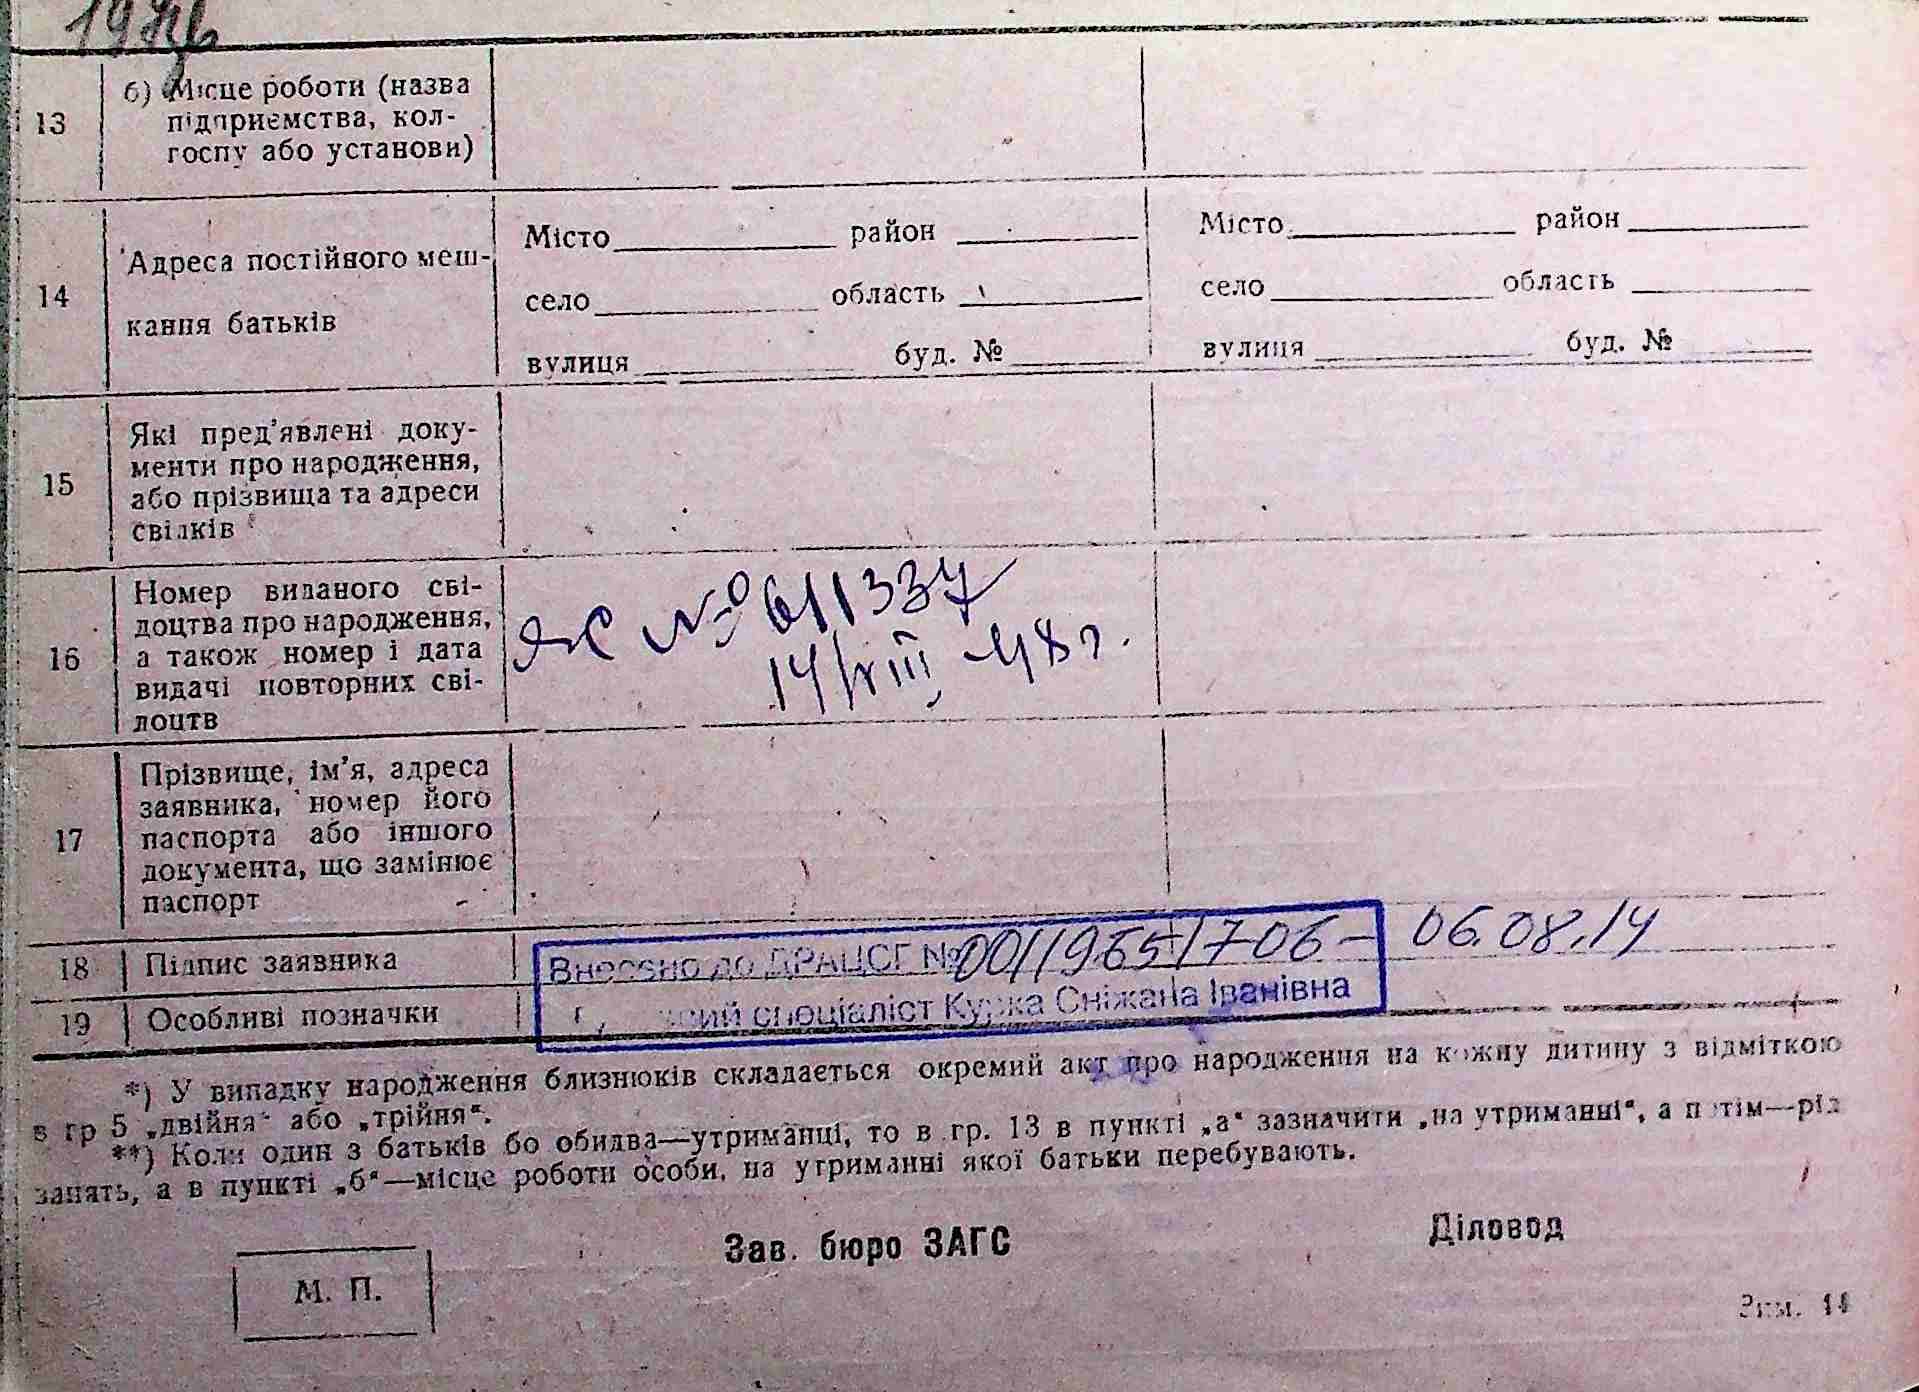 13
б) Місце роботи (назва
підприємства, кол-
госпу або установи)
14
Адреса постійного меш-
кання батьків
Місто район
село область
вулиця буд. №
Місто район
село область
вулиця буд. №
15
Які пред'явлені доку-
менти про народження,
або прізвища та адреси
свідків
16
Номер виданого сві-
доцтва про народження,
а також номер і дата
видачі повторних сві-
доцтв
ЯС № 611337
14/VIII -48 г.
17
Прізвище, ім'я, адреса
заявника, номер його
паспорта або іншого
документа, що замінює
паспорт
18 Підпис заявника
Внесено до ДРАЦСГ № 00119651706 - 06.08.14
19 Особливі позначки
спеціаліст Курка Сніжана Іванівна
*) У випадку народження близнюків складається окремий акт про народження на кожну дитину з відміткою
в гр 5 „двійня“ або „трійня“.
**) Коли один з батьків бо обидва—утриманці, то в гр. 13 в пункті „а“ зазначити „на утриманні“, а потім—рід
занять, а в пункті „б“—місце роботи особи, на утриманні якої батьки перебувають.
Зав. бюро ЗАГС
Діловод
М. П.